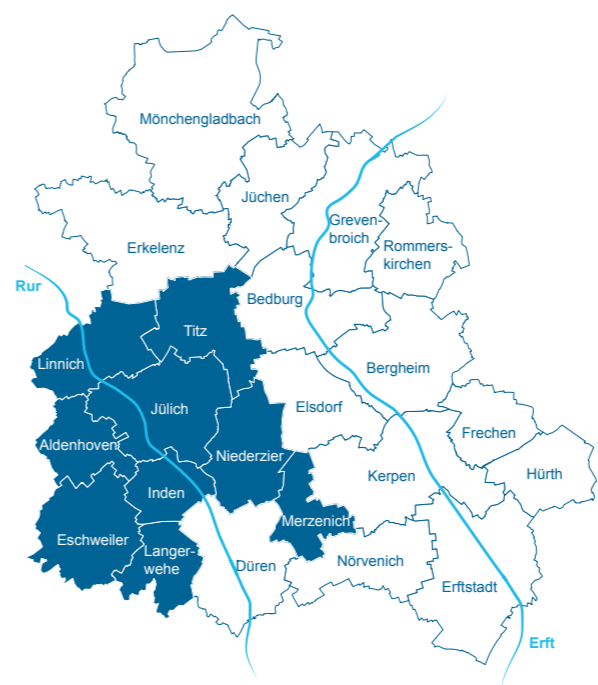 Mönchengladbach
Jüchen
Greven-
broich
Rommers-
kirchen
Erkelenz
Rur
Bedburg
Titz
Linnich
Bergheim
Jülich
Elsdorf
Frechen
Aldenhoven
Niederzier
Hürth
Kerpen
Inden
Merzenich
Eschweiler
Langer-
wehe
Düren
Nörvenich
Erftstadt
Erft